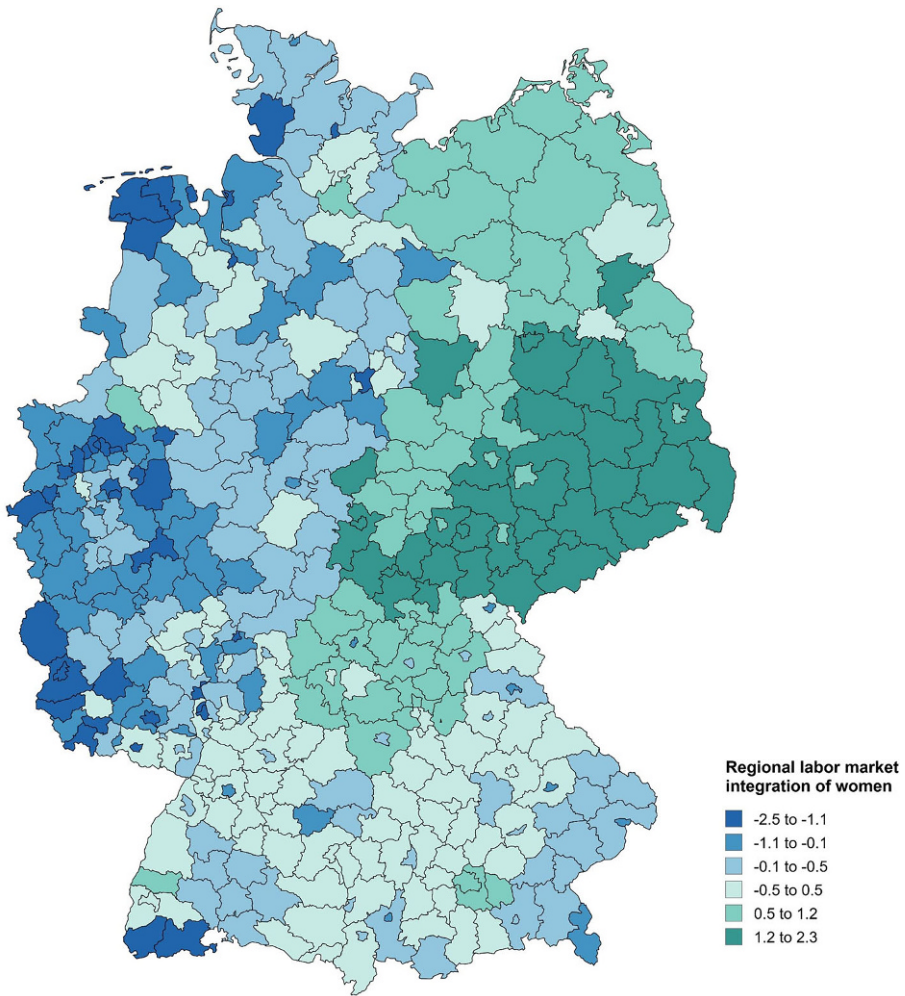 Regional labor market
integration of women
-2.5 to -1.1
-1.1 to -0.1
-0.1 to -0.5
-0.5 to 0.5
0.5 to 1.2
1.2 to 2.3